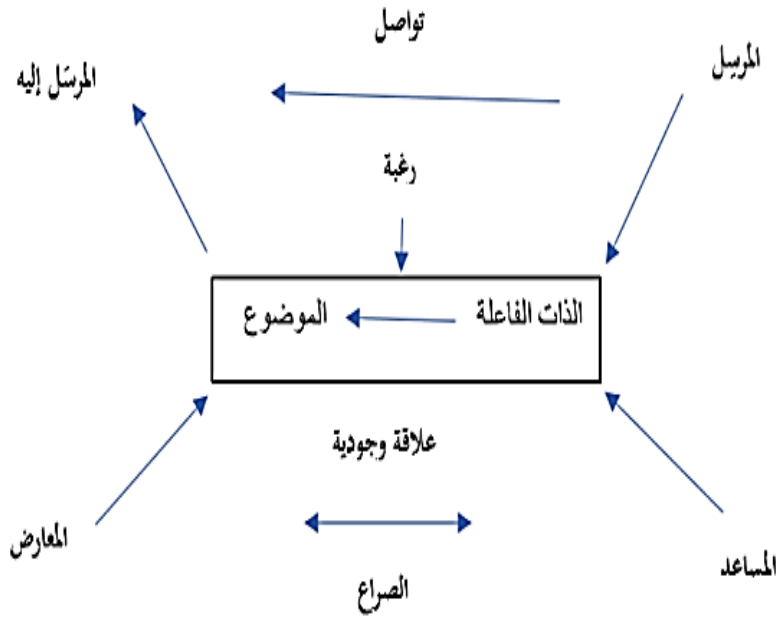 تواصل
المرسِل
المرسَل إليه
رغبة
الذات الفاعلة
الموضوع
علاقة وجودية
المساعد
المعارض
الصراع